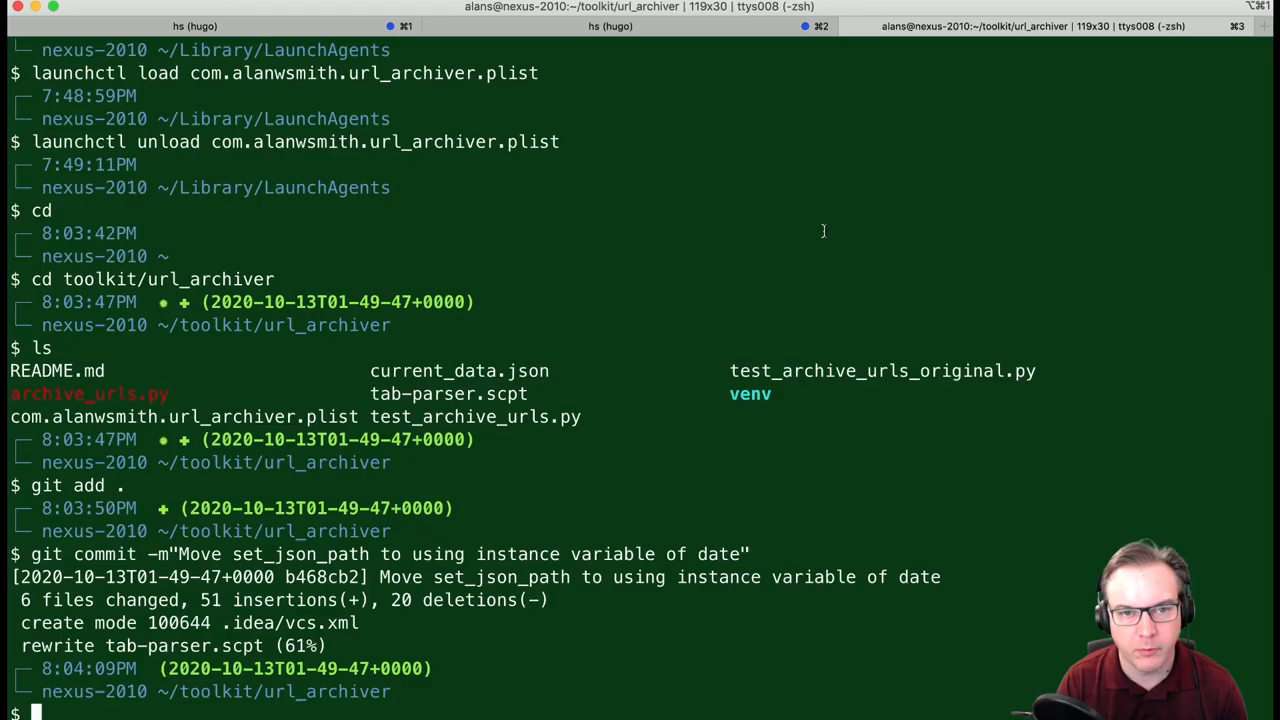 alans@nexus-2010:~/toolkit/url_archiver | 119x30 | ttys008 (-zsh)
⌥⌘1
hs (hugo) ⌘1
hs (hugo) ⌘2
alans@nexus-2010:~/toolkit/url_archiver | 119x30 | ttys008 (-zsh) ⌘3
nexus-2010 ~/Library/LaunchAgents
$ launchctl load com.alanwsmith.url_archiver.plist
7:48:59PM
nexus-2010 ~/Library/LaunchAgents
$ launchctl unload com.alanwsmith.url_archiver.plist
7:49:11PM
nexus-2010 ~/Library/LaunchAgents
$ cd
8:03:42PM
nexus-2010 ~
$ cd toolkit/url_archiver
8:03:47PM ✹ ✚ (2020-10-13T01-49-47+0000)
nexus-2010 ~/toolkit/url_archiver
$ ls
README.md current_data.json test_archive_urls_original.py
archive_urls.py tab-parser.scpt venv
com.alanwsmith.url_archiver.plist test_archive_urls.py
8:03:47PM ✹ ✚ (2020-10-13T01-49-47+0000)
nexus-2010 ~/toolkit/url_archiver
$ git add .
8:03:50PM ✚ (2020-10-13T01-49-47+0000)
nexus-2010 ~/toolkit/url_archiver
$ git commit -m"Move set_json_path to using instance variable of date"
[2020-10-13T01-49-47+0000 b468cb2] Move set_json_path to using instance variable of date
6 files changed, 51 insertions(+), 20 deletions(-)
create mode 100644 .idea/vcs.xml
rewrite tab-parser.scpt (61%)
8:04:09PM (2020-10-13T01-49-47+0000)
nexus-2010 ~/toolkit/url_archiver
$